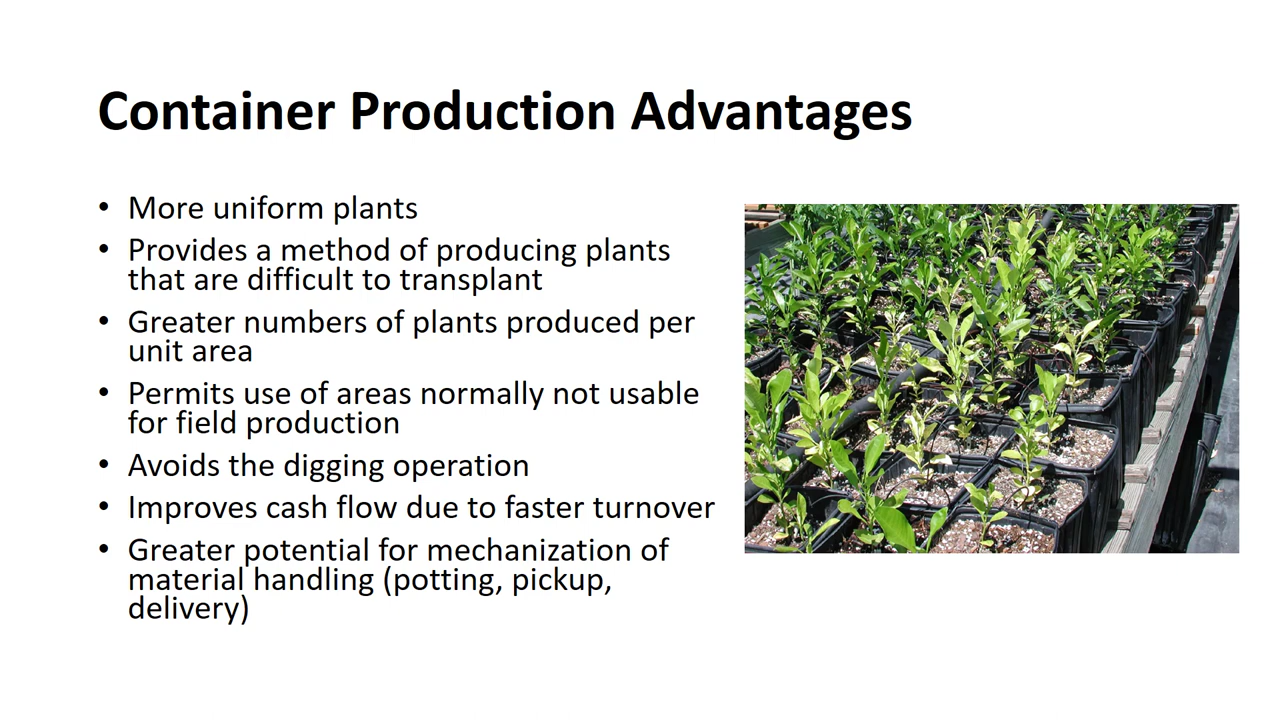 Container Production Advantages
• More uniform plants
• Provides a method of producing plants
that are difficult to transplant
• Greater numbers of plants produced per
unit area
• Permits use of areas normally not usable
for field production
• Avoids the digging operation
• Improves cash flow due to faster turnover
• Greater potential for mechanization of
material handling (potting, pickup,
delivery)